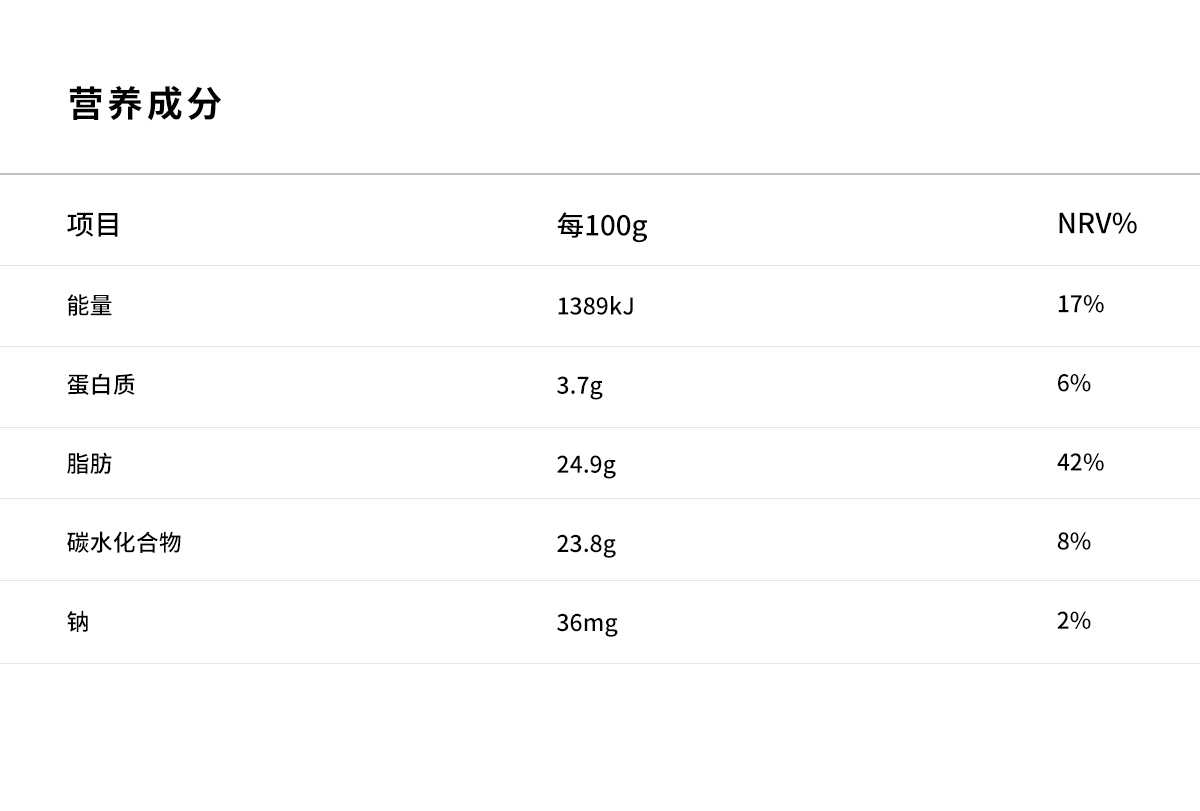 营养成分
项目 每100g NRV%
能量 1389kJ 17%
蛋白质 3.7g 6%
脂肪 24.9g 42%
碳水化合物 23.8g 8%
钠 36mg 2%